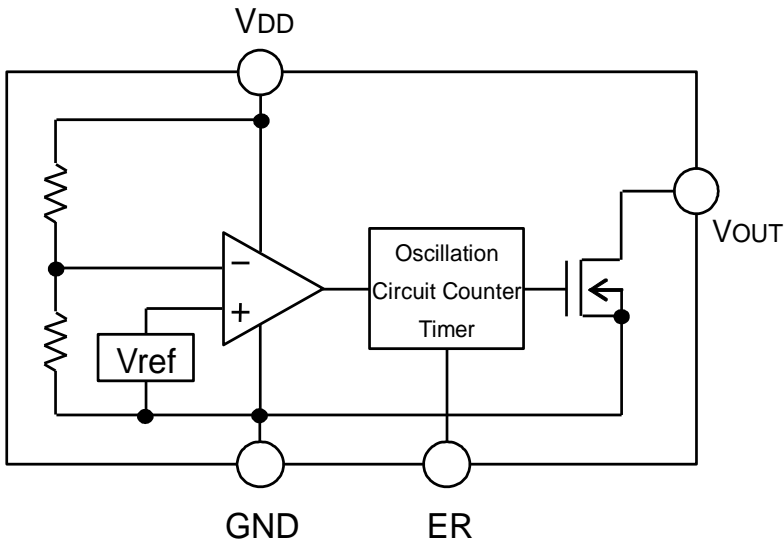 VDD
VOUT
Oscillation
Circuit Counter
Timer
−
+
Vref
GND
ER